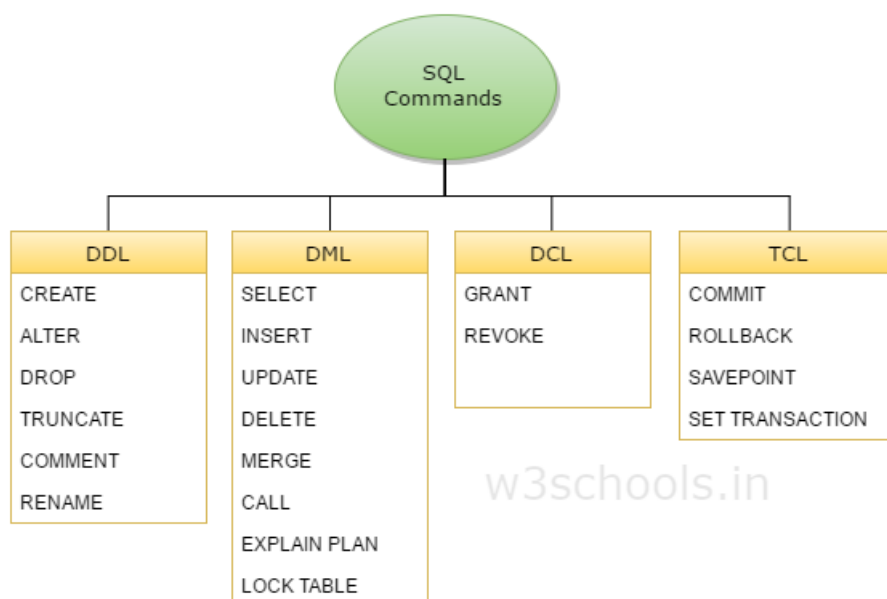 SQL
Commands
DDL
CREATE
ALTER
DROP
TRUNCATE
COMMENT
RENAME
DML
SELECT
INSERT
UPDATE
DELETE
MERGE
CALL
EXPLAIN PLAN
LOCK TABLE
DCL
GRANT
REVOKE
TCL
COMMIT
ROLLBACK
SAVEPOINT
SET TRANSACTION
w3schools.in